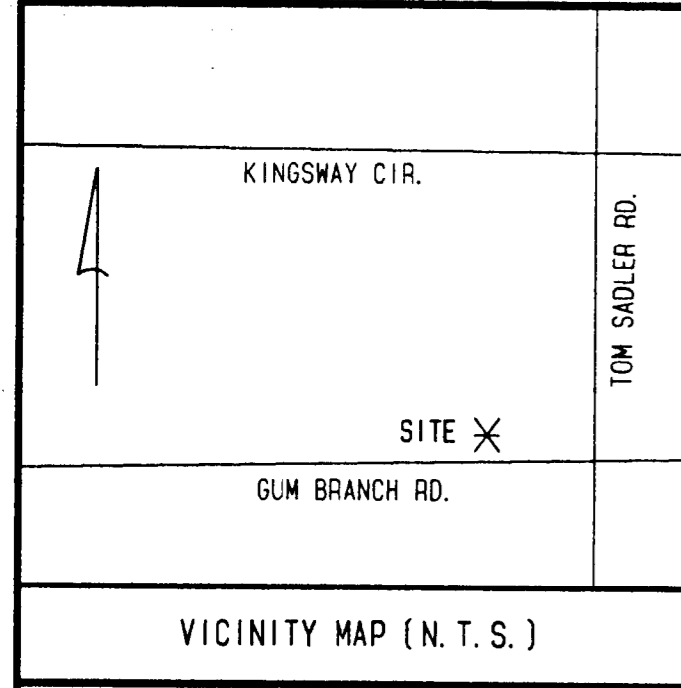 KINGSWAY CIR.
TOM SADLER RD.
SITE
GUM BRANCH RD.
VICINITY MAP (N.T.S.)